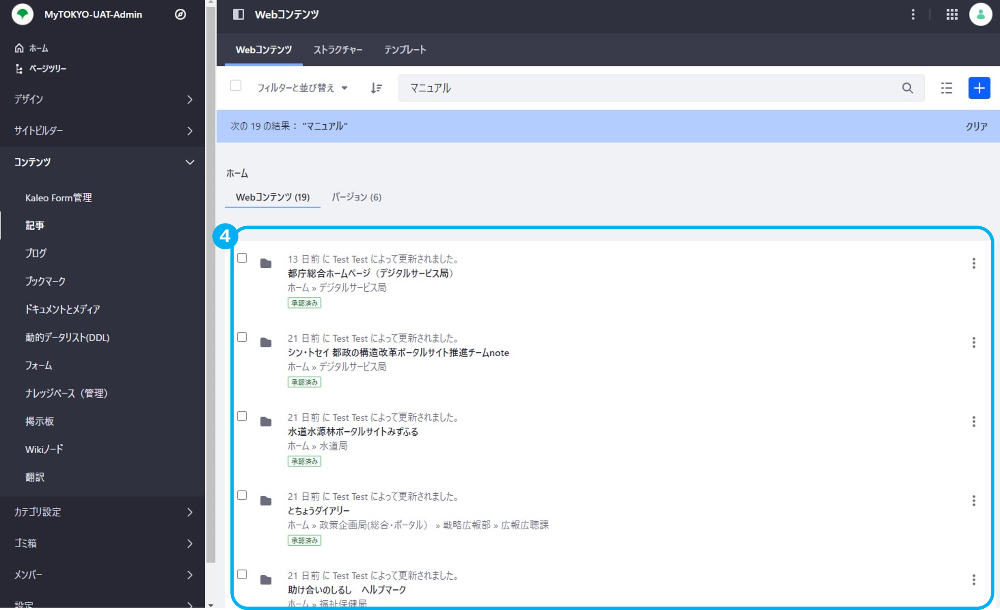 MyTOKYO-UAT-Admin
ホーム
ページツリー
デザイン
サイトビルダー
コンテンツ
Kaleo Form管理
記事
ブログ
ブックマーク
ドキュメントとメディア
動的データリスト(DDL)
フォーム
ナレッジベース（管理）
掲示板
Wikiノード
翻訳
カテゴリ設定
ゴミ箱
メンバー
設定
Webコンテンツ
Webコンテンツ ストラクチャー テンプレート
フィルターと並び替え マニュアル
次の 19 の結果： "マニュアル" クリア
ホーム
Webコンテンツ (19) バージョン (6)
4
13 日前 に Test Test によって更新されました。
都庁総合ホームページ（デジタルサービス局）
ホーム » デジタルサービス局
承認済み
21 日前 に Test Test によって更新されました。
シン・トセイ 都政の構造改革ポータルサイト推進チームnote
ホーム » デジタルサービス局
承認済み
21 日前 に Test Test によって更新されました。
水道水源林ポータルサイトみずふる
ホーム » 水道局
承認済み
21 日前 に Test Test によって更新されました。
とちょうダイアリー
ホーム » 政策企画局(総合・ポータル） » 戦略広報部 » 広報広聴課
承認済み
21 日前 に Test Test によって更新されました。
助け合いのしるし　ヘルプマーク
ホーム » 福祉保健局